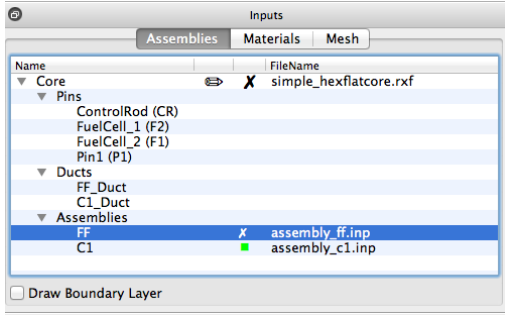 Inputs
Assemblies Materials Mesh
Name FileName
Core simple_hexflatcore.rxf
Pins
ControlRod (CR)
FuelCell_1 (F2)
FuelCell_2 (F1)
Pin1 (P1)
Ducts
FF_Duct
C1_Duct
Assemblies
FF assembly_ff.inp
C1 assembly_c1.inp
Draw Boundary Layer